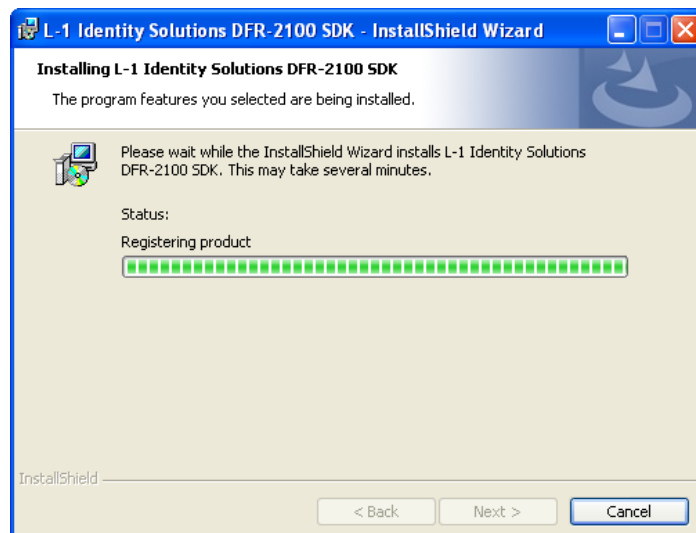 L-1 Identity Solutions DFR-2100 SDK - InstallShield Wizard
Installing L-1 Identity Solutions DFR-2100 SDK
The program features you selected are being installed.
Please wait while the InstallShield Wizard installs L-1 Identity Solutions
DFR-2100 SDK. This may take several minutes.
Status:
Registering product
InstallShield
< Back Next > Cancel